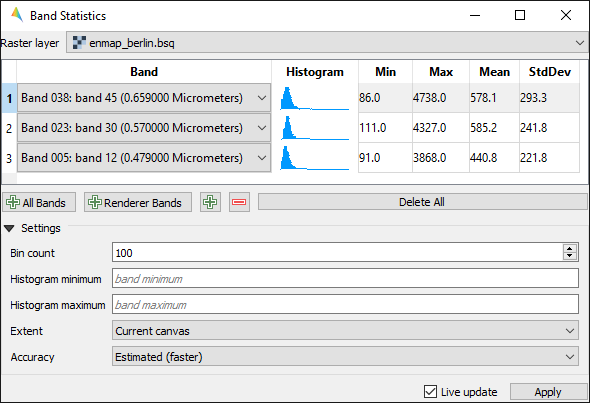 Band Statistics
Raster layer enmap_berlin.bsq
Band Histogram Min Max Mean StdDev
1 Band 038: band 45 (0.659000 Micrometers) 86.0 4738.0 578.1 293.3
2 Band 023: band 30 (0.570000 Micrometers) 111.0 4327.0 585.2 241.8
3 Band 005: band 12 (0.479000 Micrometers) 91.0 3868.0 440.8 221.8
All Bands Renderer Bands Delete All
Settings
Bin count 100
Histogram minimum band minimum
Histogram maximum band maximum
Extent Current canvas
Accuracy Estimated (faster)
Live update Apply